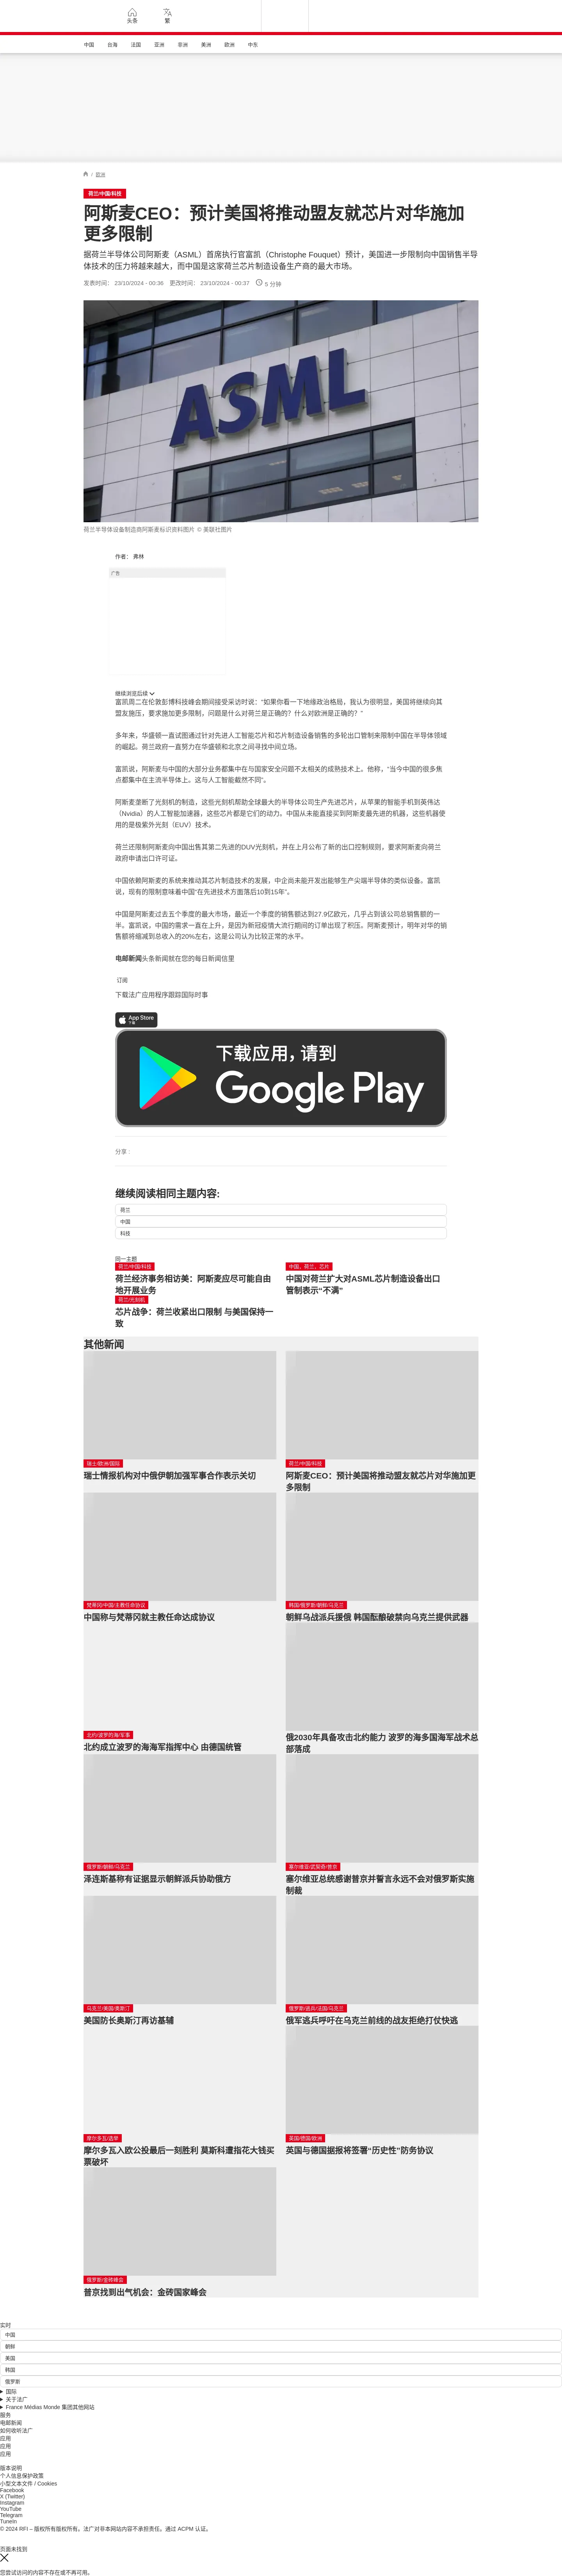 头条
繁
中国
台海
法国
亚洲
非洲
美洲
欧洲
中东
/ 欧洲
荷兰/中国/科技
阿斯麦CEO：预计美国将推动盟友就芯片对华施加
更多限制
据荷兰半导体公司阿斯麦（ASML）首席执行官富凯（Christophe Fouquet）预计，美国进一步限制向中国销售半导
体技术的压力将越来越大，而中国是这家荷兰芯片制造设备生产商的最大市场。
发表时间： 23/10/2024 - 00:36 更改时间： 23/10/2024 - 00:37 5 分钟
ASML
荷兰半导体设备制造商阿斯麦标识资料图片 © 美联社图片
作者： 弗林
广告
继续浏览后续
富凯周二在伦敦彭博科技峰会期间接受采访时说：“如果你看一下地缘政治格局，我认为很明显，美国将继续向其
盟友施压，要求施加更多限制，问题是什么对荷兰是正确的？什么对欧洲是正确的？”
多年来，华盛顿一直试图通过针对先进人工智能芯片和芯片制造设备销售的多轮出口管制来限制中国在半导体领域
的崛起。荷兰政府一直努力在华盛顿和北京之间寻找中间立场。
富凯说，阿斯麦与中国的大部分业务都集中在与国家安全问题不太相关的成熟技术上。他称，“当今中国的很多焦
点都集中在主流半导体上。这与人工智能截然不同”。
阿斯麦垄断了光刻机的制造，这些光刻机帮助全球最大的半导体公司生产先进芯片，从苹果的智能手机到英伟达
（Nvidia）的人工智能加速器，这些芯片都是它们的动力。中国从未能直接买到阿斯麦最先进的机器，这些机器使
用的是极紫外光刻（EUV）技术。
荷兰还限制阿斯麦向中国出售其第二先进的DUV光刻机，并在上月公布了新的出口控制规则，要求阿斯麦向荷兰
政府申请出口许可证。
中国依赖阿斯麦的系统来推动其芯片制造技术的发展，中企尚未能开发出能够生产尖端半导体的类似设备。富凯
说，现有的限制意味着中国“在先进技术方面落后10到15年”。
中国是阿斯麦过去五个季度的最大市场，最近一个季度的销售额达到27.9亿欧元，几乎占到该公司总销售额的一
半。富凯说，中国的需求一直在上升，是因为新冠疫情大流行期间的订单出现了积压。阿斯麦预计，明年对华的销
售额将缩减到总收入的20%左右，这是公司认为比较正常的水平。
电邮新闻头条新闻就在您的每日新闻信里
订阅
下载法广应用程序跟踪国际时事
App Store
下载
下载应用，请到
Google Play
分享 :
继续阅读相同主题内容:
荷兰
中国
科技
同一主题
荷兰/中国/科技
荷兰经济事务相访美：阿斯麦应尽可能自由
地开展业务
中国，荷兰，芯片
中国对荷兰扩大对ASML芯片制造设备出口
管制表示“不满”
荷兰/光刻机
芯片战争：荷兰收紧出口限制 与美国保持一
致
其他新闻
瑞士/欧洲/国际
瑞士情报机构对中俄伊朝加强军事合作表示关切
荷兰/中国/科技
阿斯麦CEO：预计美国将推动盟友就芯片对华施加更
多限制
梵蒂冈/中国/主教任命协议
中国称与梵蒂冈就主教任命达成协议
韩国/俄罗斯/朝鲜/乌克兰
朝鲜乌战派兵援俄 韩国酝酿破禁向乌克兰提供武器
北约/波罗的海/军事
北约成立波罗的海海军指挥中心 由德国统管
俄2030年具备攻击北约能力 波罗的海多国海军战术总
部落成
俄罗斯/朝鲜/乌克兰
泽连斯基称有证据显示朝鲜派兵协助俄方
塞尔维亚/武契奇/普京
塞尔维亚总统感谢普京并誓言永远不会对俄罗斯实施
制裁
乌克兰/美国/奥斯汀
美国防长奥斯汀再访基辅
俄罗斯/逃兵/法国/乌克兰
俄军逃兵呼吁在乌克兰前线的战友拒绝打仗快逃
摩尔多瓦/选举
摩尔多瓦入欧公投最后一刻胜利 莫斯科遭指花大钱买
票破坏
英国/德国/欧洲
英国与德国据报将签署“历史性”防务协议
俄罗斯/金砖峰会
普京找到出气机会：金砖国家峰会
实时
中国
朝鲜
美国
韩国
俄罗斯
国际
关于法广
France Médias Monde 集团其他网站
服务
电邮新闻
如何收听法广
应用
应用
应用
版本说明
个人信息保护政策
小型文本文件 / Cookies
Facebook
X (Twitter)
Instagram
YouTube
Telegram
TuneIn
© 2024 RFI – 版权所有版权所有。法广对非本网站内容不承担责任。通过 ACPM 认证。
页面未找到
您尝试访问的内容不存在或不再可用。